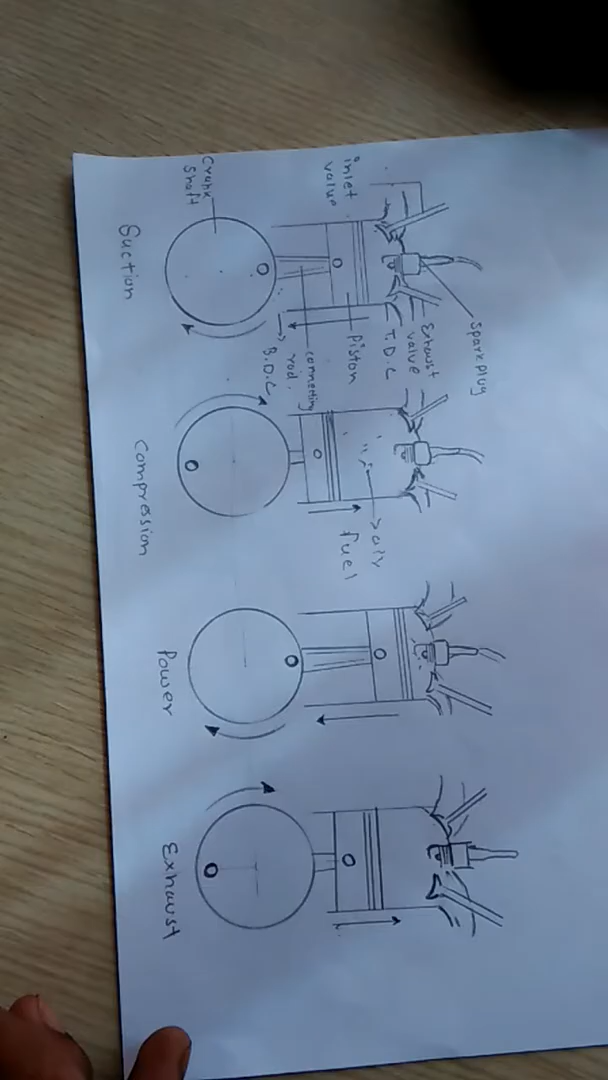 Spark plug
inlet
valve
Exhaust
valve
T.D.C
Piston
connecting
rod.
B.D.C
Crank
Shaft
Suction
air
fuel
Compression
Power
Exhaust